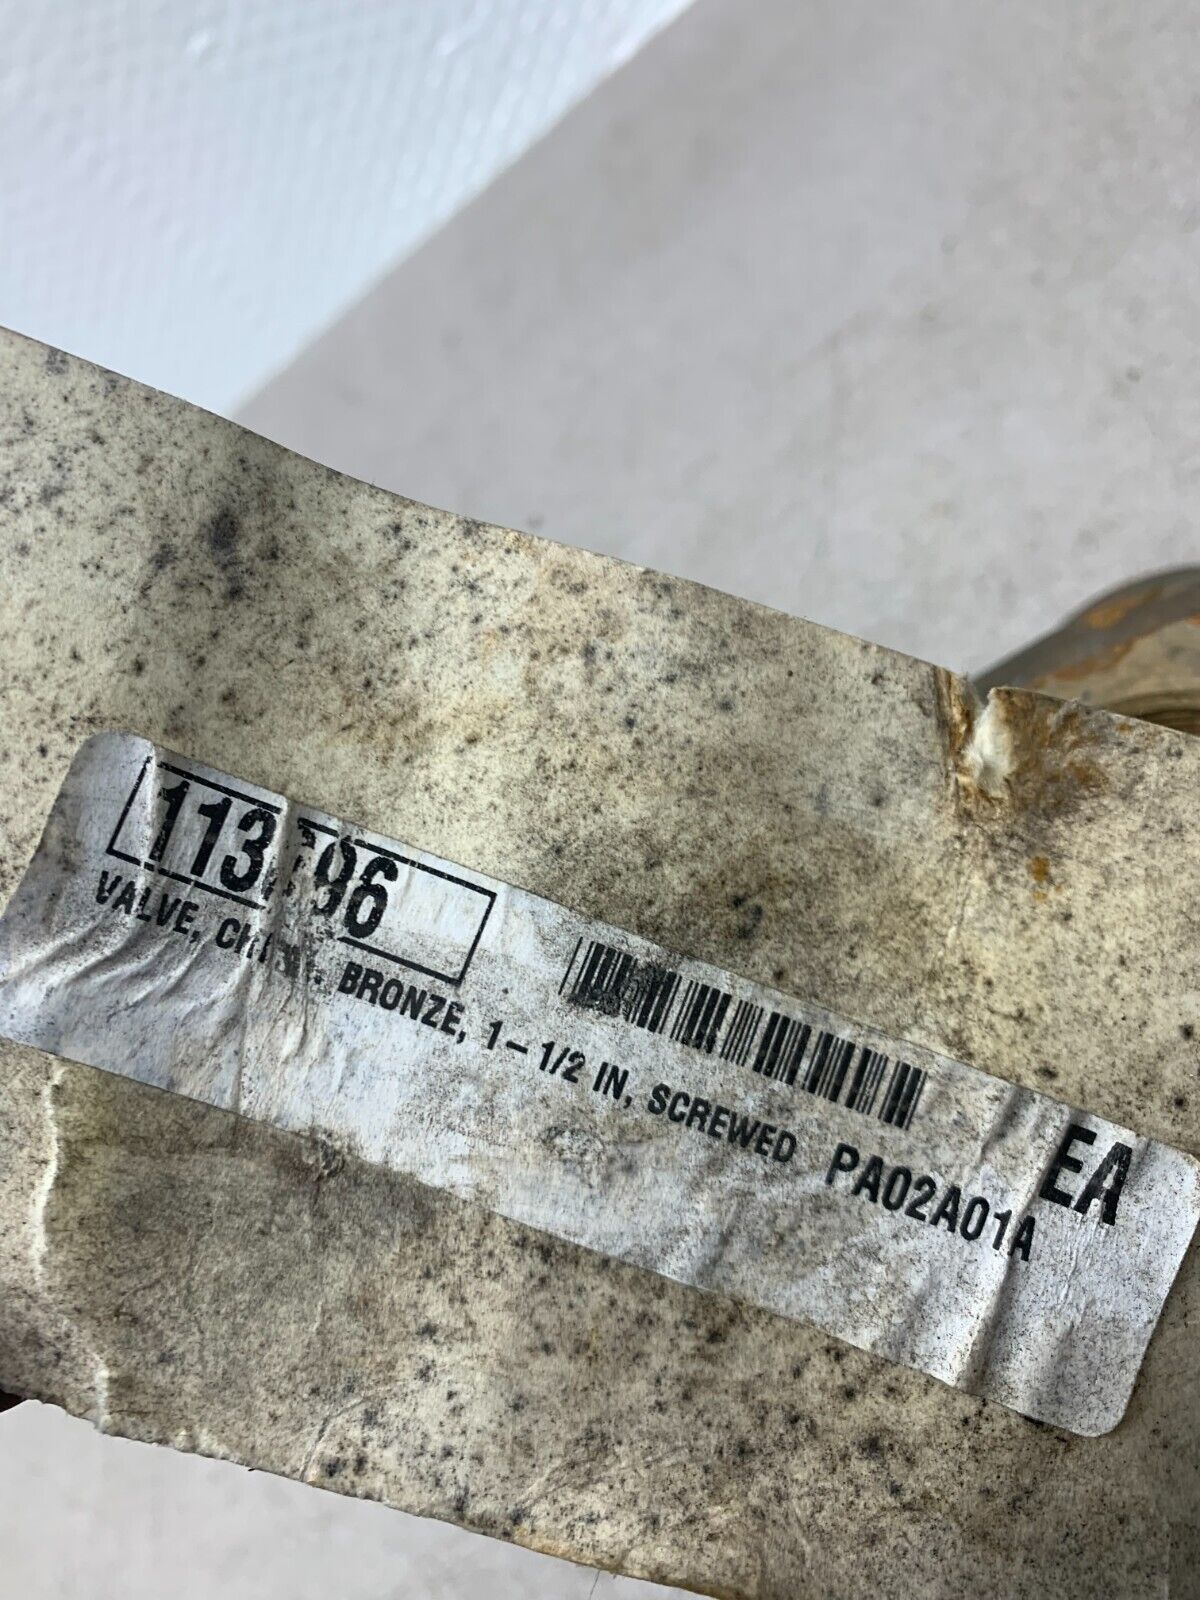 EA
VALVE, BRONZE, 1-1/2 IN, SCREWED PA02A01A